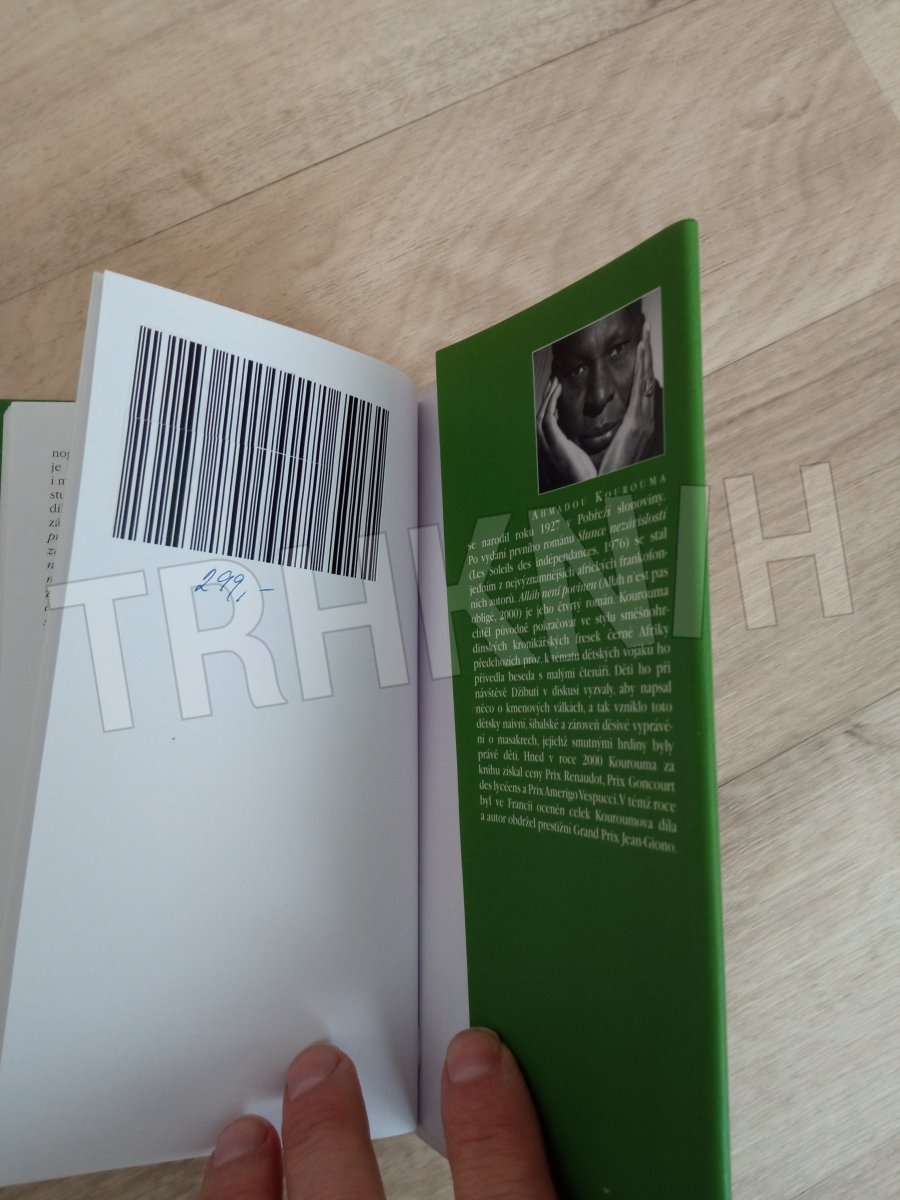 nop
je
i m
stu
dí
zá
299,-
AHMADOU KOUROUMA
se narodil roku 1927 v Pobřeží slonoviny.
Po vydání prvního románu Slunce nezávislosti
(Les Soleils des indépendances, 1976) se stal
jedním z nejvýznamnějších afrických frankofon-
ních autorů. Alláh není povinen (Allah n'est pas
obligé, 2000) je jeho čtvrtý román. Kourouma
chtěl původně pokračovat ve stylu směšnohr-
dinských kronikářských fresek černé Afriky
předchozích próz, k tématu dětských vojáků ho
přivedla beseda s malými čtenáři. Děti ho při
návštěvě Džibuti v diskusi vyzvaly, aby napsal
něco o kmenových válkách, a tak vzniklo toto
dětsky naivní, šibalské a zároveň děsivé vyprávě-
ní o masakrech, jejichž smutnými hrdiny byly
právě děti. Hned v roce 2000 Kourouma za
knihu získal ceny Prix Renaudot, Prix Goncourt
des lycéens a Prix Amerigo Vespucci. V témž roce
byl ve Francii oceněn celek Kouroumova díla
a autor obdržel prestižní Grand Prix Jean-Giono.
TRHKNIH